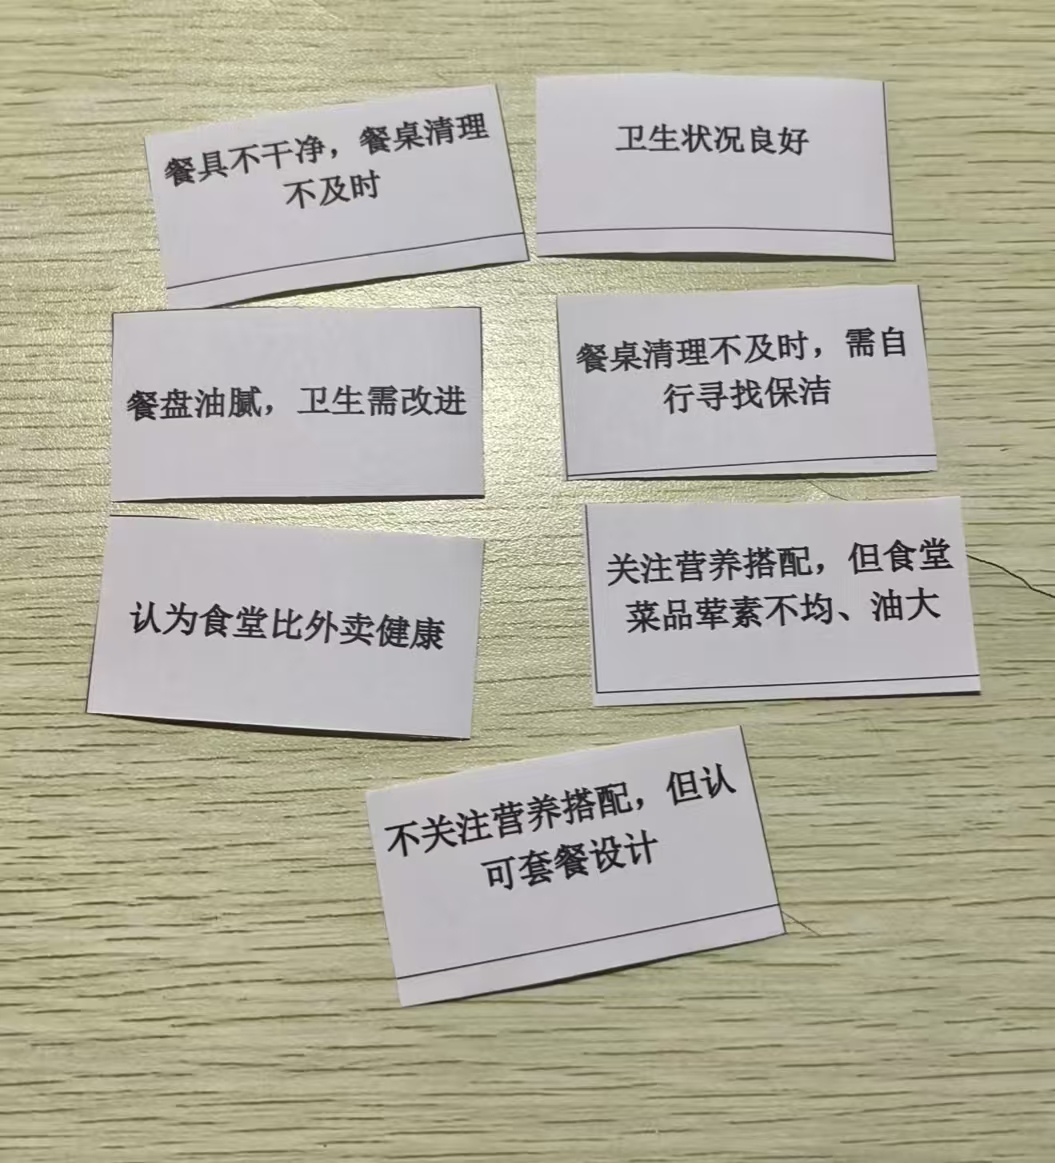 餐具不干净，餐桌清理
不及时
卫生状况良好
餐盘油腻，卫生需改进
餐桌清理不及时，需自
行寻找保洁
认为食堂比外卖健康
关注营养搭配，但食堂
菜品荤素不均、油大
不关注营养搭配，但认
可套餐设计